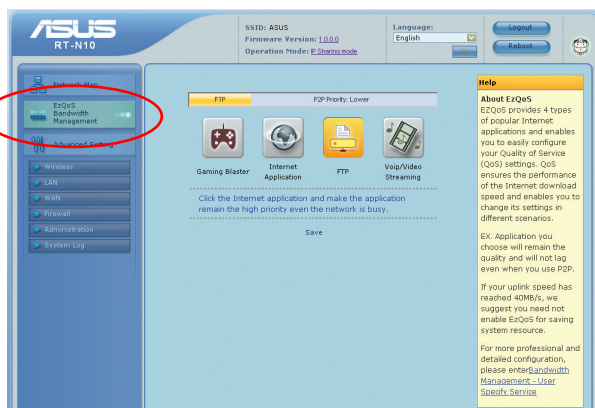 ASUS
RT-N10
SSID: ASUS
Firmware Version: 1.0.0.0
Operation Mode: IP Sharing mode
Language:
English
Logout
Reboot
Network Map
EzQoS
Bandwidth
Management
Advanced Setting
Wireless
LAN
WAN
Firewall
Administration
System Log
FTP
P2P Priority: Lower
Gaming Blaster
Internet
Application
FTP
Voip/Video
Streaming
Click the Internet application and make the application
remain the high priority even the network is busy.
Save
Help
About EzQoS
EZQoS provides 4 types
of popular Internet
applications and enables
you to easily configure
your Quality of Service
(QoS) settings. QoS
ensures the performance
of the Internet download
speed and enables you to
change its settings in
different scenarios.
EX. Application you
choose will remain the
quality and will not lag
even when you use P2P.
If your uplink speed has
reached 40MB/s, we
suggest you need not
enable EzQoS for saving
system resource.
For more professional and
detailed configuration,
please enterBandwidth
Management - User
Specify Service